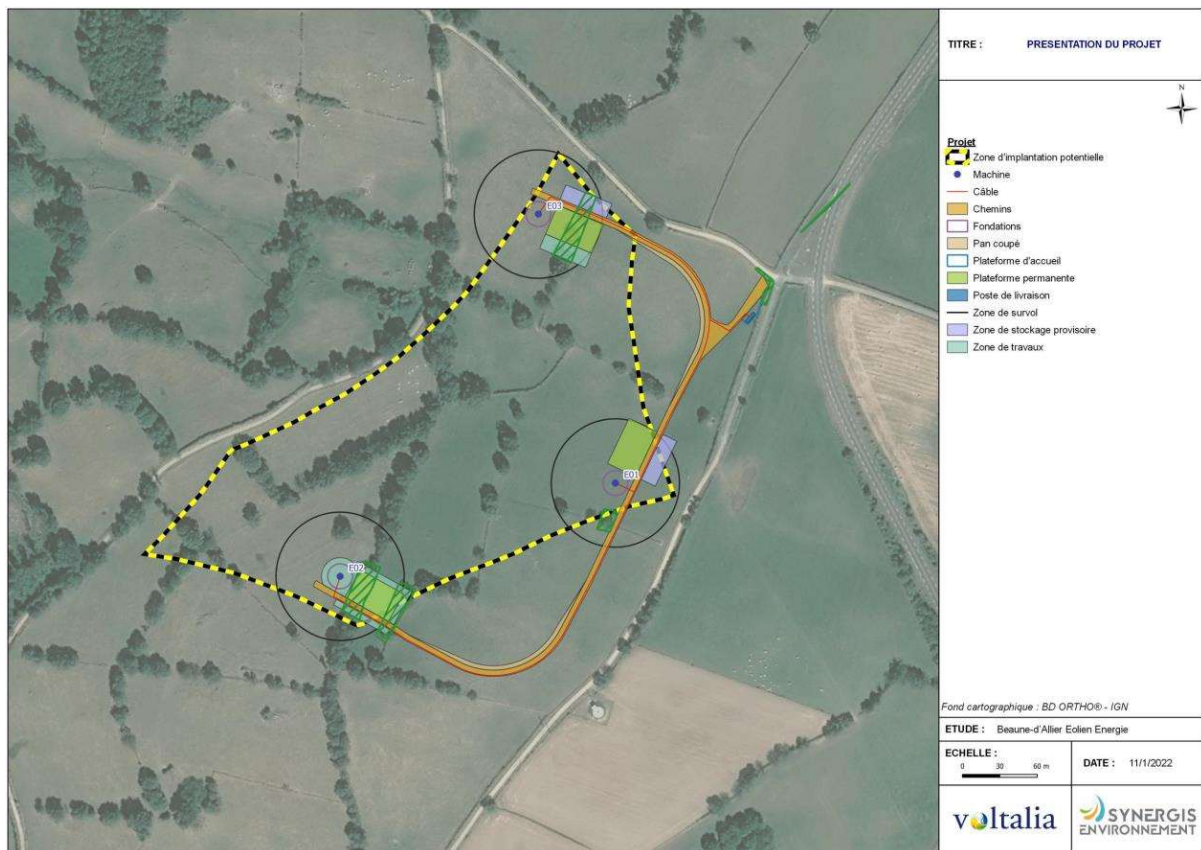 TITRE : PRESENTATION DU PROJET
N
Projet
Zone d'implantation potentielle
Machine
Câble
Chemins
Fondations
Pan coupé
Plateforme d'accueil
Plateforme permanente
Poste de livraison
Zone de survol
Zone de stockage provisoire
Zone de travaux
E03
E01
E02
Fond cartographique : BD ORTHO® - IGN
ETUDE : Beaune-d'Allier Eolien Energie
ECHELLE :
0 30 60 m
DATE : 11/1/2022
voltalia
SYNERGIS
ENVIRONNEMENT